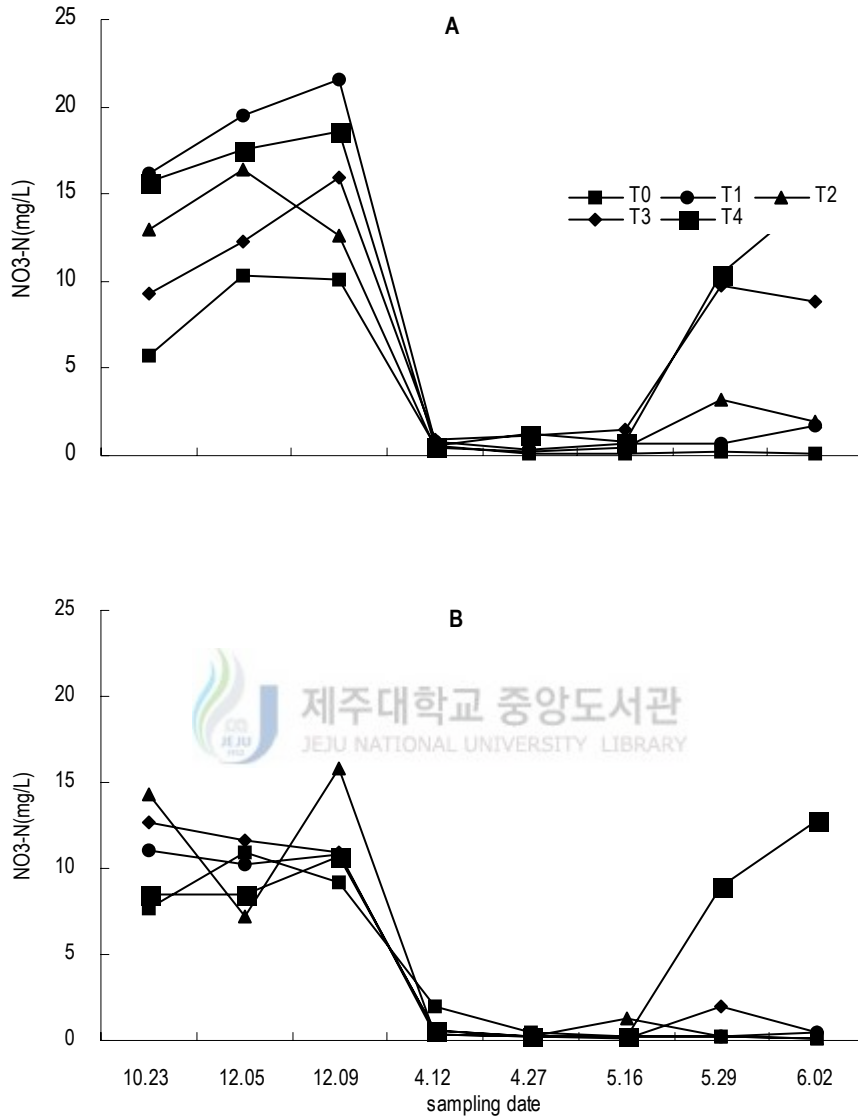 A
25
20
15
10
5
0
NO3-N(mg/L)
T0 T1 T2
T3 T4
B
25
20
15
10
5
0
NO3-N(mg/L)
제주대학교 중앙도서관
JEJU NATIONAL UNIVERSITY LIBRARY
JEJU
1952
10.23 12.05 12.09 4.12 4.27 5.16 5.29 6.02
sampling date